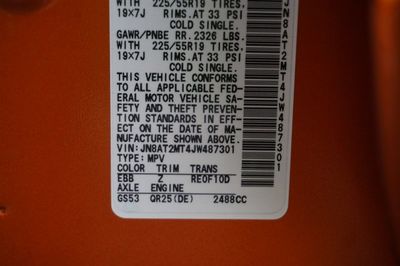 WITH 225/55R19 TIRES,
19X7J RIMS.AT 33 PSI
COLD SINGLE.
GAWR/PNBE RR. 2326 LBS.
WITH 225/55R19 TIRES,
19X7J RIMS.AT 33 PSI
COLD SINGLE.
THIS VEHICLE CONFORMS
TO ALL APPLICABLE FED-
ERAL MOTOR VEHICLE SA-
FETY AND THEFT PREVEN-
TION STANDARDS IN EFF-
ECT ON THE DATE OF MA-
NUFACTURE SHOWN ABOVE.
VIN:JN8AT2MT4JW487301
TYPE:MPV
COLOR TRIM TRANS
EBB Z RE0F10D
AXLE ENGINE
GS53 QR25(DE) 2488CC
JN8AT2MT4JW487301